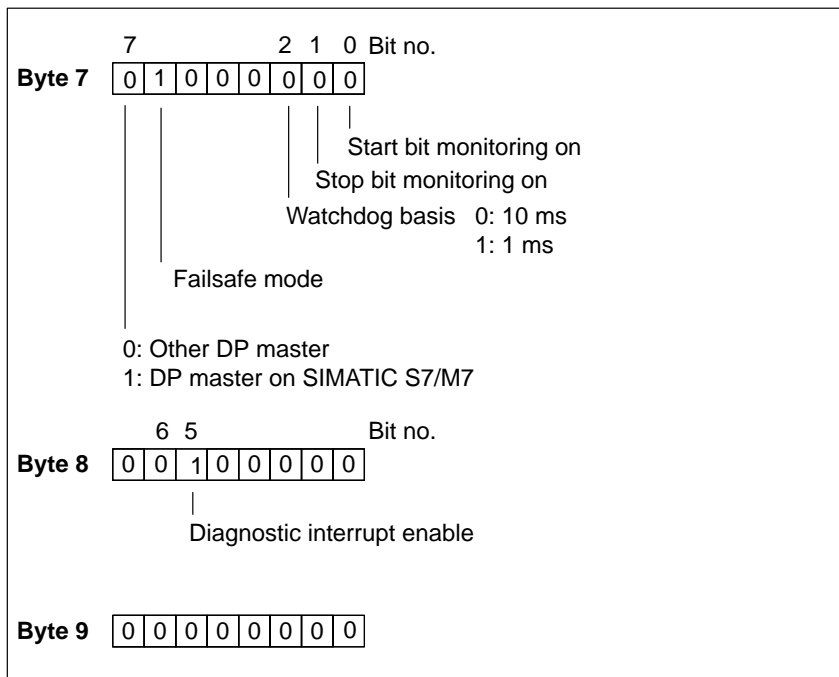 7 2 1 0 Bit no.
Byte 7 0 1 0 0 0 0 0 0
Start bit monitoring on
Stop bit monitoring on
Watchdog basis 0: 10 ms
1: 1 ms
Failsafe mode
0: Other DP master
1: DP master on SIMATIC S7/M7
6 5 Bit no.
Byte 8 0 0 1 0 0 0 0 0
Diagnostic interrupt enable
Byte 9 0 0 0 0 0 0 0 0